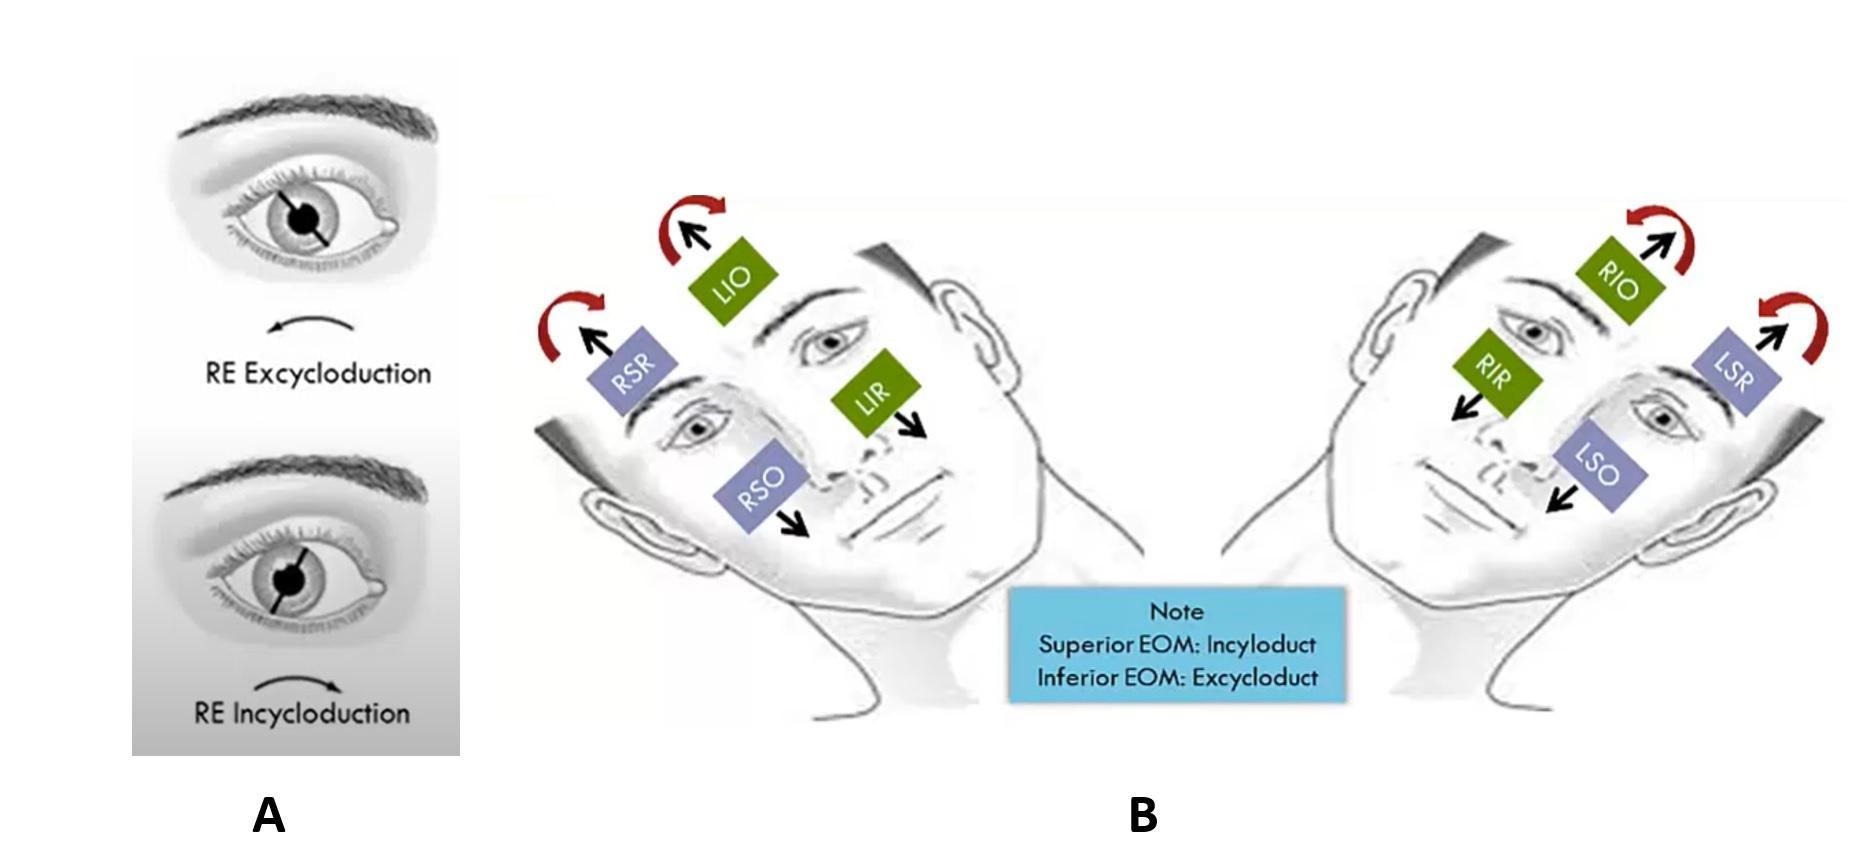 RE Excycloduction
RE Incycloduction
A
LIO
RSR
LIR
RSO
RIO
RIR
LSR
LSO
Note
Superior EOM: Incyloduct
Inferior EOM: Excycloduct
B